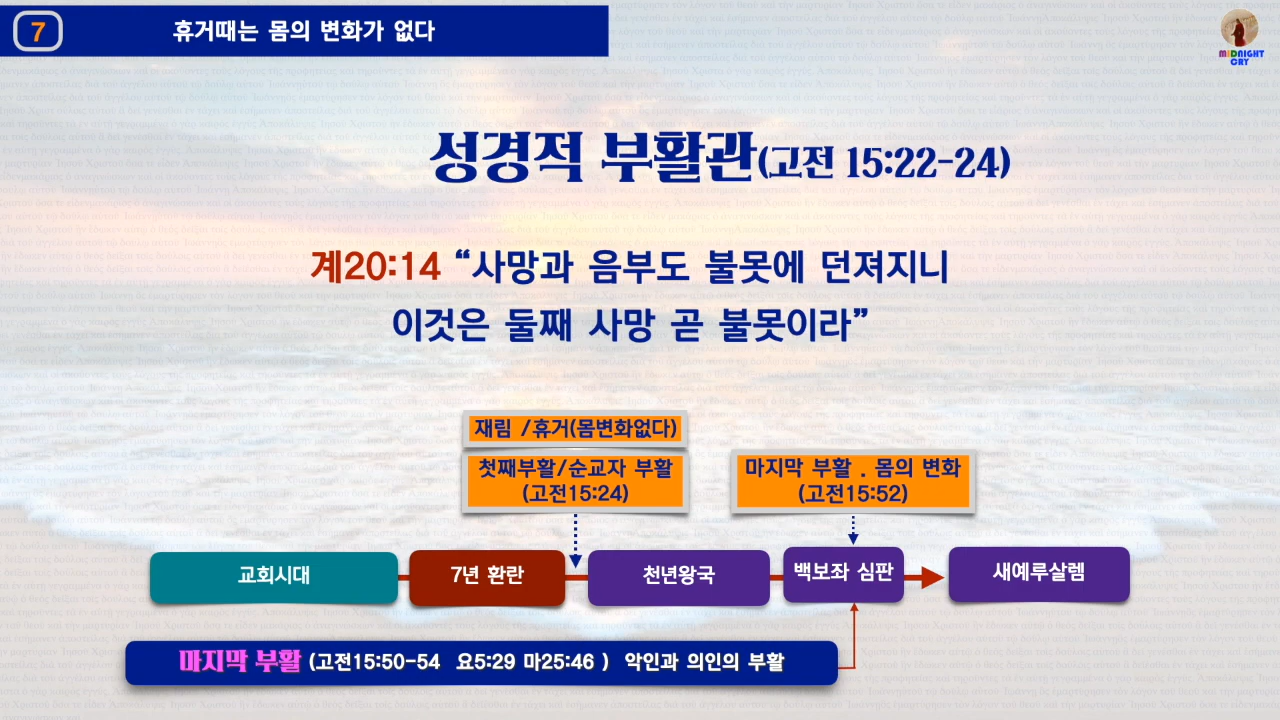 7
휴거때는 몸의 변화가 없다
MIDNIGHT
CRY
성경적 부활관(고전 15:22-24)
계20:14 “사망과 음부도 불못에 던져지니
이것은 둘째 사망 곧 불못이라”
재림 /휴거(몸변화없다)
첫째부활/순교자 부활
(고전15:24)
마지막 부활 . 몸의 변화
(고전15:52)
교회시대
7년 환란
천년왕국
백보좌 심판
새예루살렘
마지막 부활 (고전15:50-54 요5:29 마25:46 ) 악인과 의인의 부활